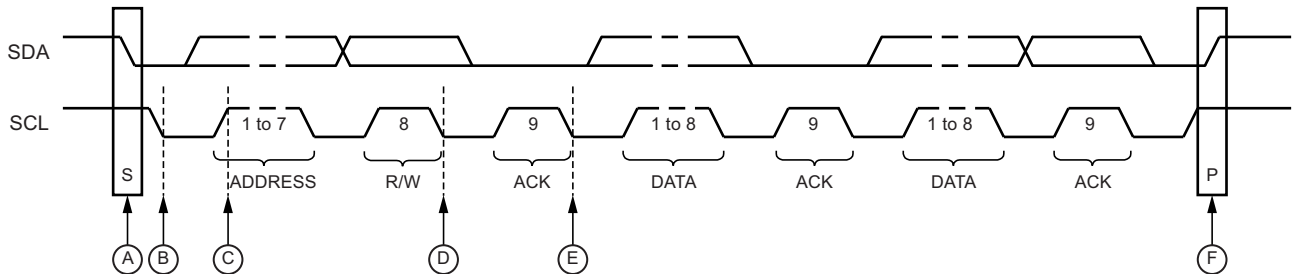 SDA
SCL
1 to 7 8 9 1 to 8 9 1 to 8 9
S ADDRESS R/W ACK DATA ACK DATA ACK P
A B C D E F